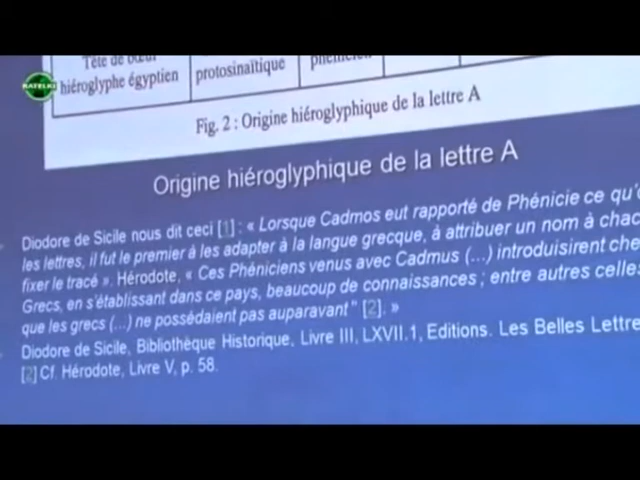 Tête de bœuf
hiéroglyphe égyptien
protosinaïtique
KATELKI
Fig. 2 : Origine hiéroglyphique de la lettre A
Origine hiéroglyphique de la lettre A
Diodore de Sicile nous dit ceci [1] : « Lorsque Cadmos eut rapporté de Phénicie ce qu'
les lettres, il fut le premier à les adapter à la langue grecque, à attribuer un nom à chac
fixer le tracé ». Hérodote, « Ces Phéniciens venus avec Cadmus (...) introduisirent che
Grecs, en s'établissant dans ce pays, beaucoup de connaissances ; entre autres celles
que les grecs (...) ne possédaient pas auparavant" [2]. »
Diodore de Sicile, Bibliothèque Historique, Livre III, LXVII.1, Editions. Les Belles Lettre
[2] Cf. Hérodote, Livre V, p. 58.